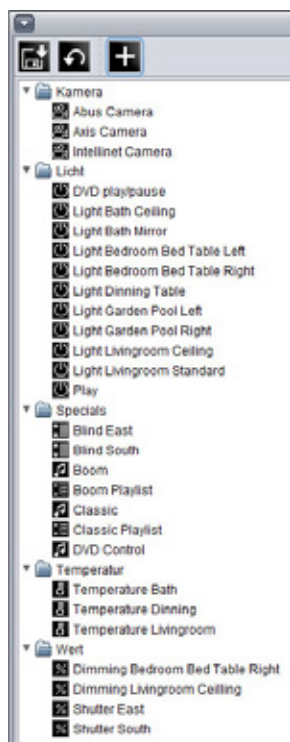 Kamera
Abus Camera
Axis Camera
Intellinet Camera
Licht
DVD play/pause
Light Bath Ceiling
Light Bath Mirror
Light Bedroom Bed Table Left
Light Bedroom Bed Table Right
Light Dinning Table
Light Garden Pool Left
Light Garden Pool Right
Light Livingroom Ceiling
Light Livingroom Standard
Play
Specials
Blind East
Blind South
Boom
Boom Playlist
Classic
Classic Playlist
DVD Control
Temperatur
Temperature Bath
Temperature Dinning
Temperature Livingroom
Wert
Dimming Bedroom Bed Table Right
Dimming Livingroom Ceilling
Shutter East
Shutter South